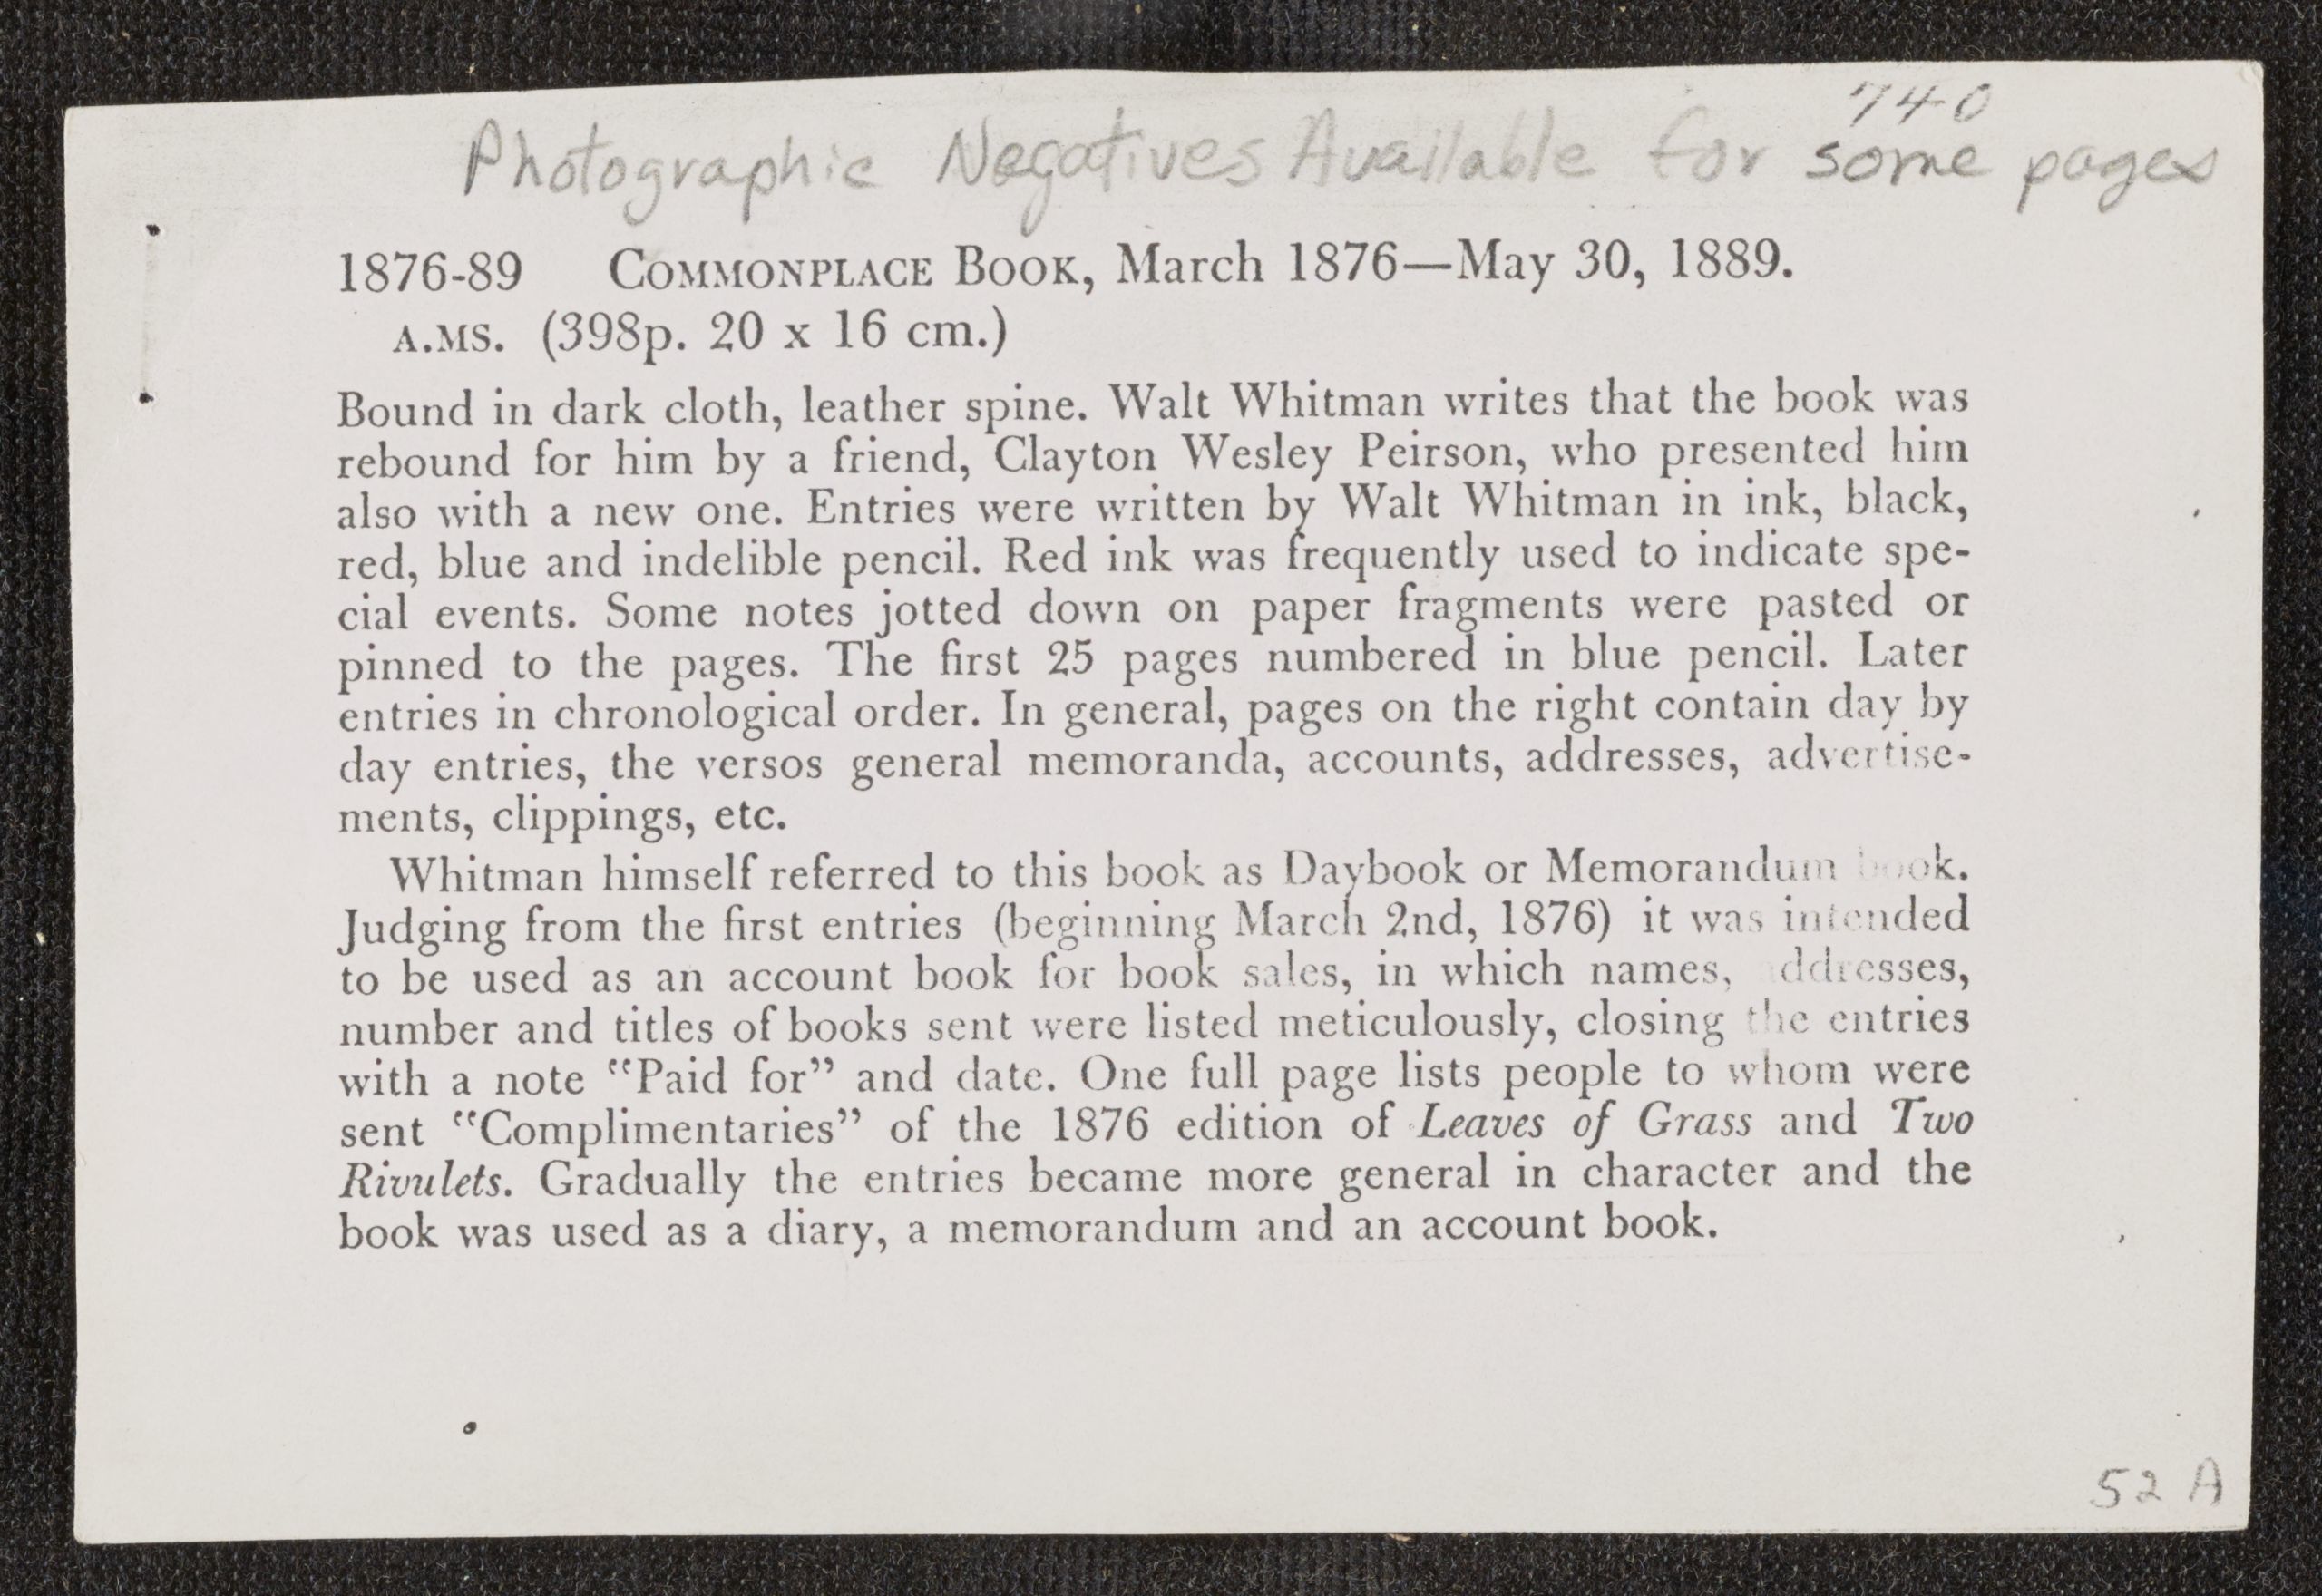 740
Photographic Negatives Available for some pages
1876-89 COMMONPLACE BOOK, March 1876—May 30, 1889.
A.MS. (398p. 20 x 16 cm.)
Bound in dark cloth, leather spine. Walt Whitman writes that the book was
rebound for him by a friend, Clayton Wesley Peirson, who presented him
also with a new one. Entries were written by Walt Whitman in ink, black,
red, blue and indelible pencil. Red ink was frequently used to indicate spe-
cial events. Some notes jotted down on paper fragments were pasted or
pinned to the pages. The first 25 pages numbered in blue pencil. Later
entries in chronological order. In general, pages on the right contain day by
day entries, the versos general memoranda, accounts, addresses, advertise-
ments, clippings, etc.
Whitman himself referred to this book as Daybook or Memorandum book.
Judging from the first entries (beginning March 2nd, 1876) it was intended
to be used as an account book for book sales, in which names, addresses,
number and titles of books sent were listed meticulously, closing the entries
with a note “Paid for” and date. One full page lists people to whom were
sent “Complimentaries” of the 1876 edition of Leaves of Grass and Two
Rivulets. Gradually the entries became more general in character and the
book was used as a diary, a memorandum and an account book.
52 A